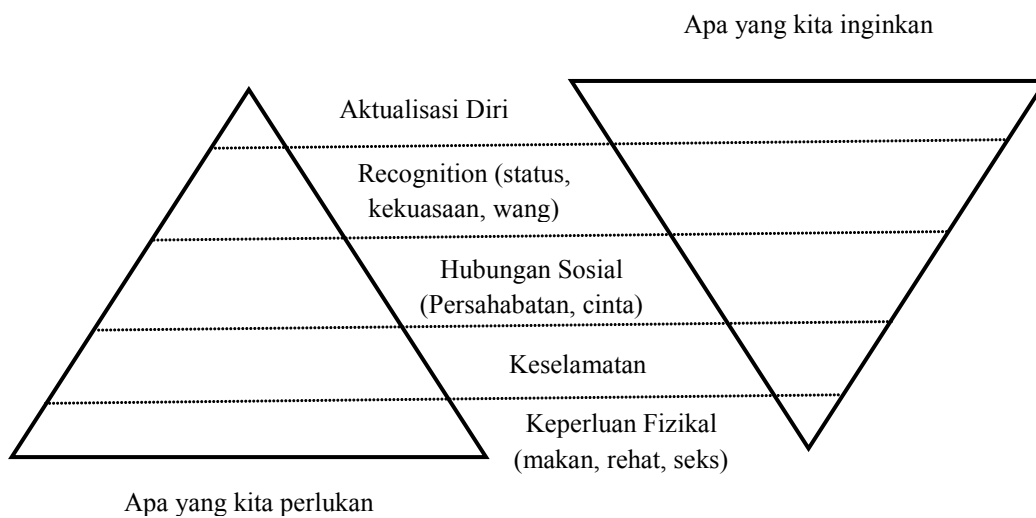 Apa yang kita inginkan
Aktualisasi Diri
Recognition (status,
kekuasaan, wang)
Hubungan Sosial
(Persahabatan, cinta)
Keselamatan
Keperluan Fizikal
(makan, rehat, seks)
Apa yang kita perlukan